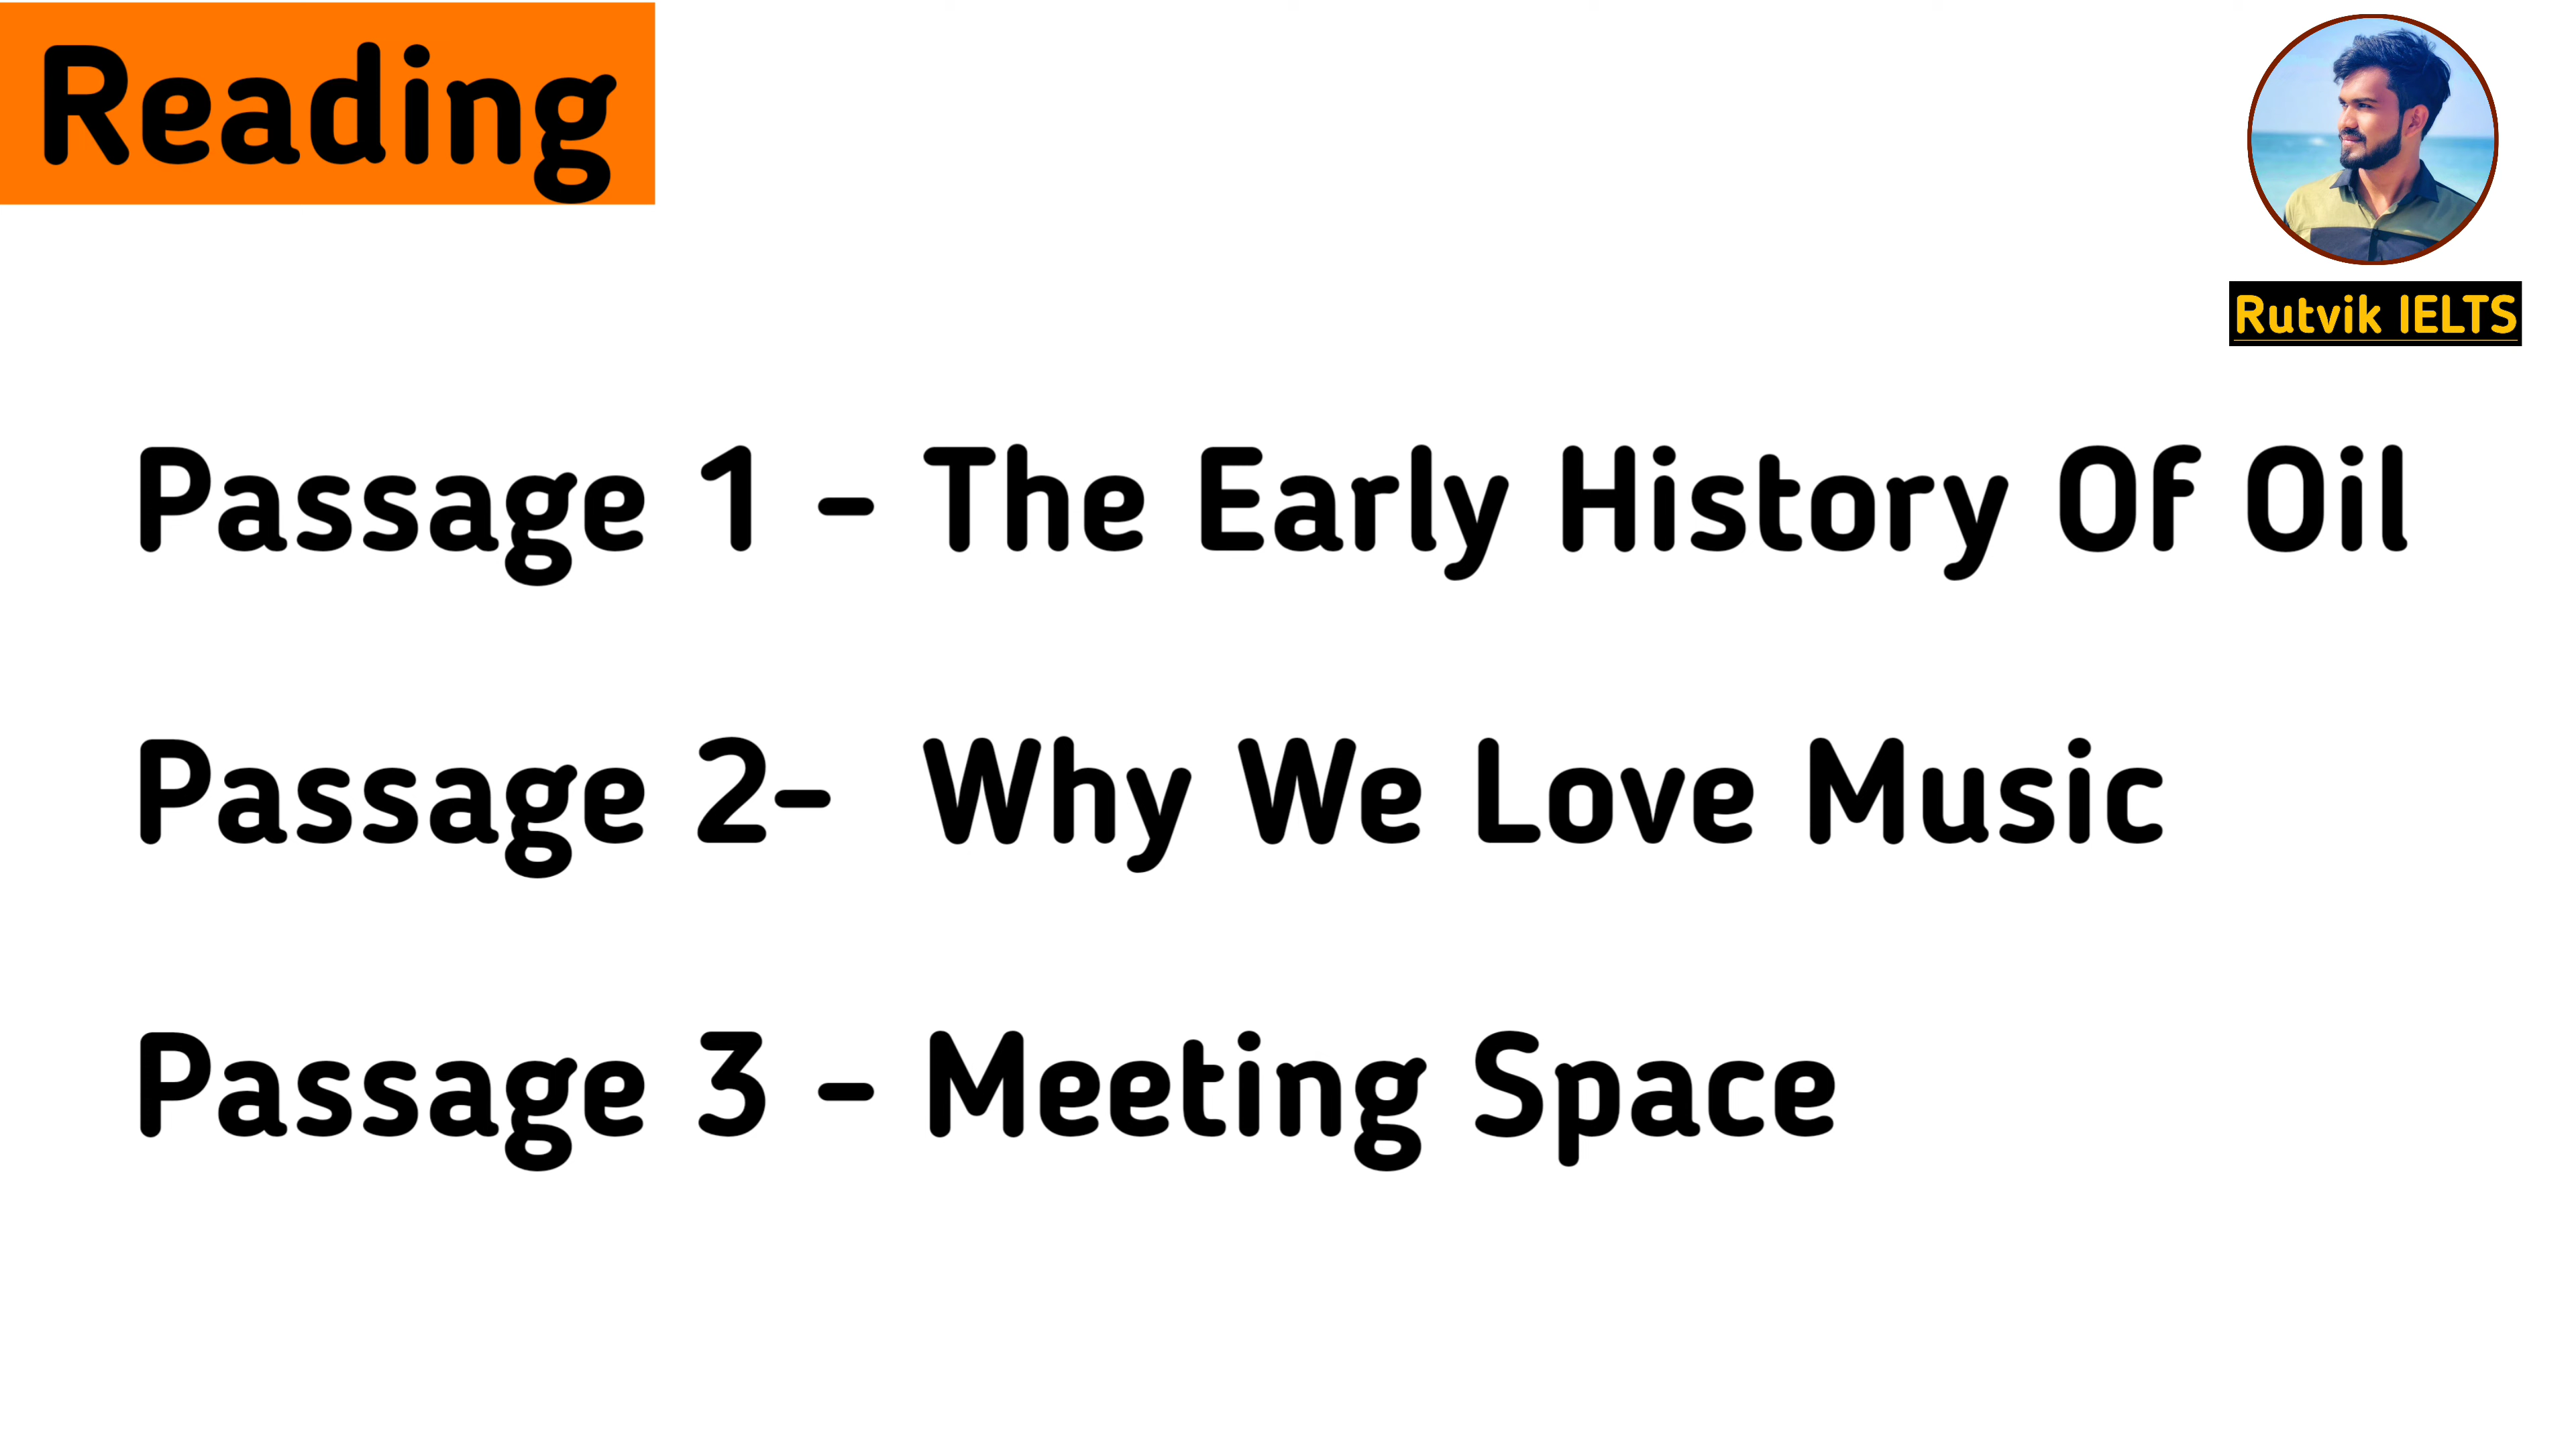 Reading
Rutvik IELTS
Passage 1 - The Early History Of Oil
Passage 2- Why We Love Music
Passage 3 - Meeting Space